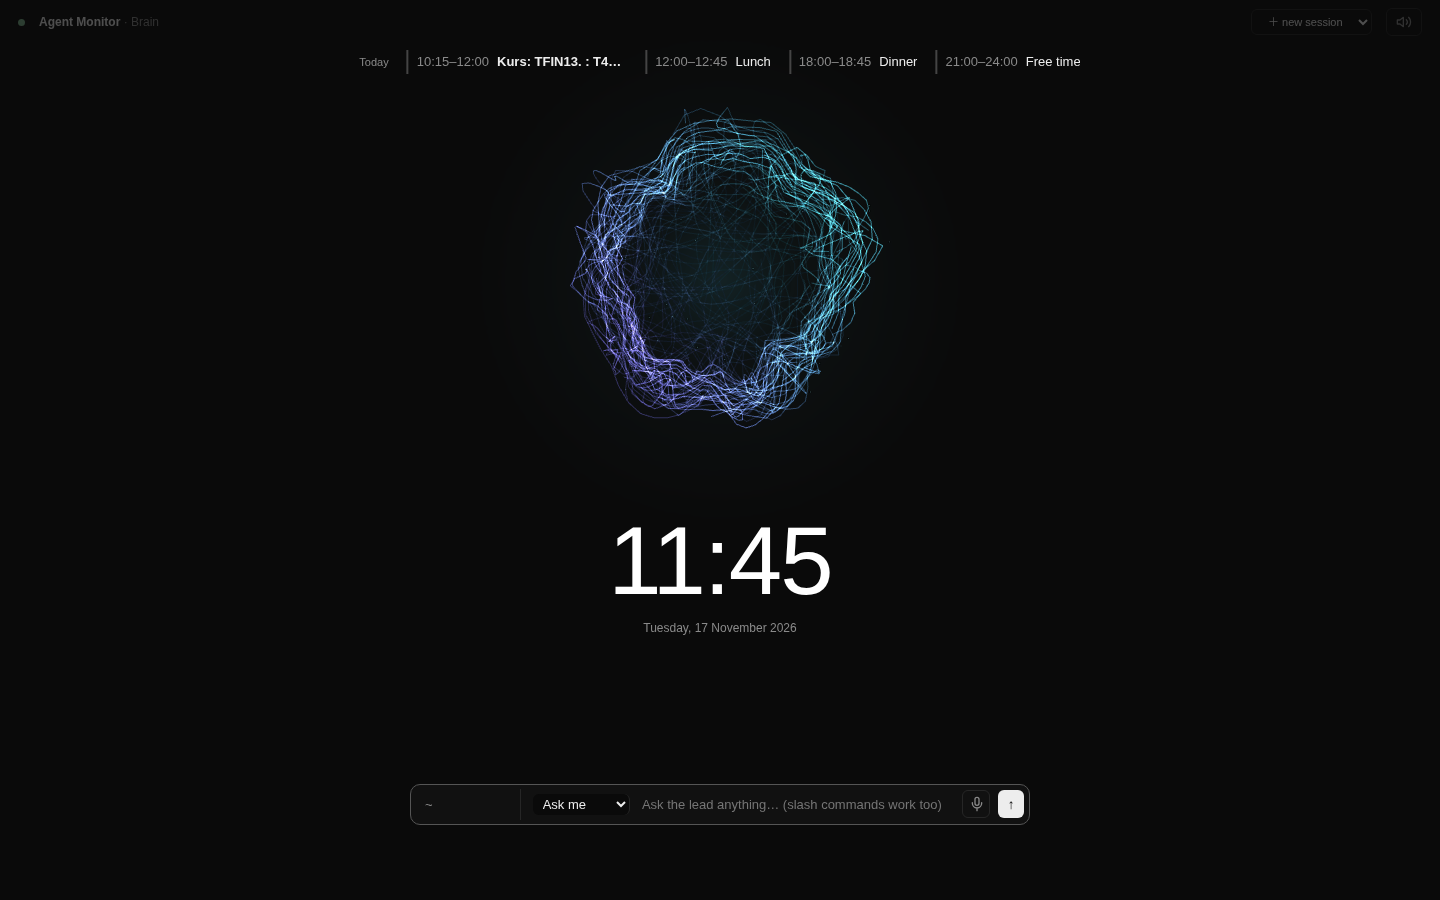 Agent Monitor · Brain
+ new session
Today
10:15–12:00 Kurs: TFIN13. : T4…
12:00–12:45 Lunch
18:00–18:45 Dinner
21:00–24:00 Free time
11:45
Tuesday, 17 November 2026
~
Ask me
Ask the lead anything… (slash commands work too)
↑